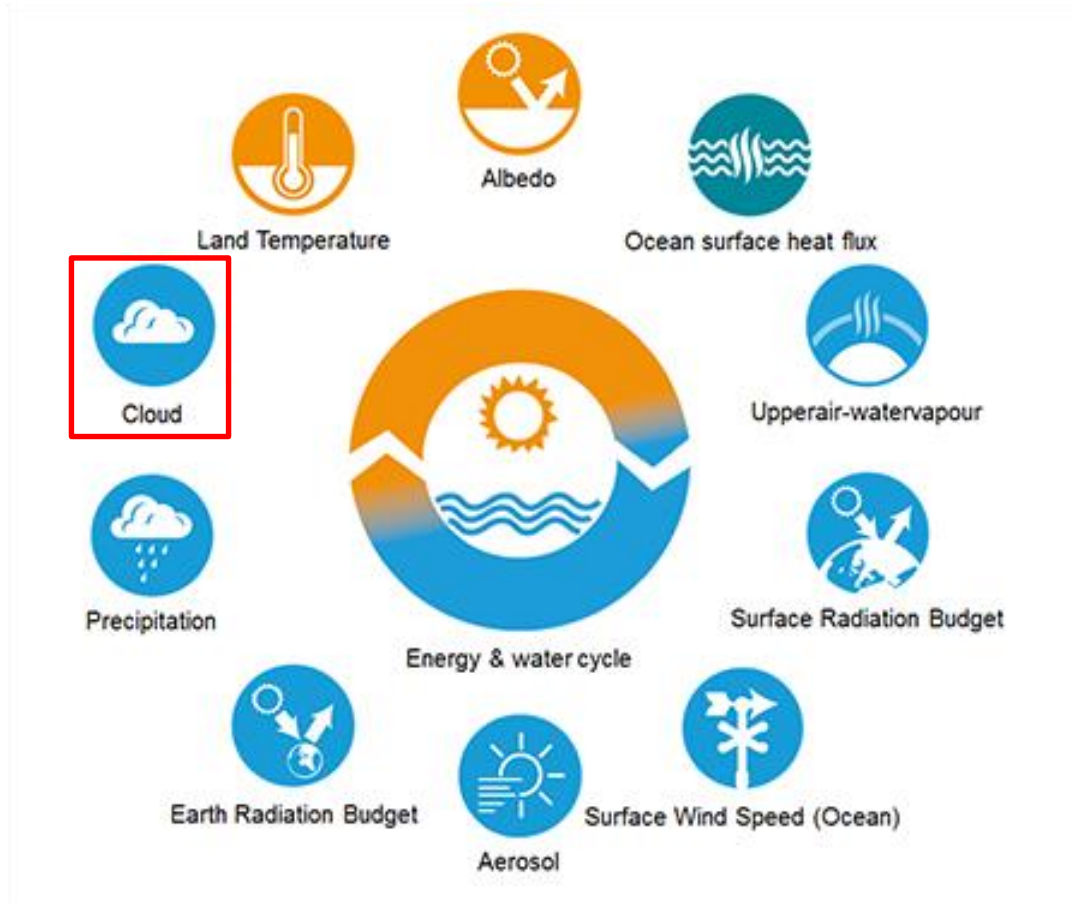 Albedo
Land Temperature
Ocean surface heat flux
Cloud
Upperair-watervapour
Precipitation
Surface Radiation Budget
Energy & water cycle
Earth Radiation Budget
Surface Wind Speed (Ocean)
Aerosol